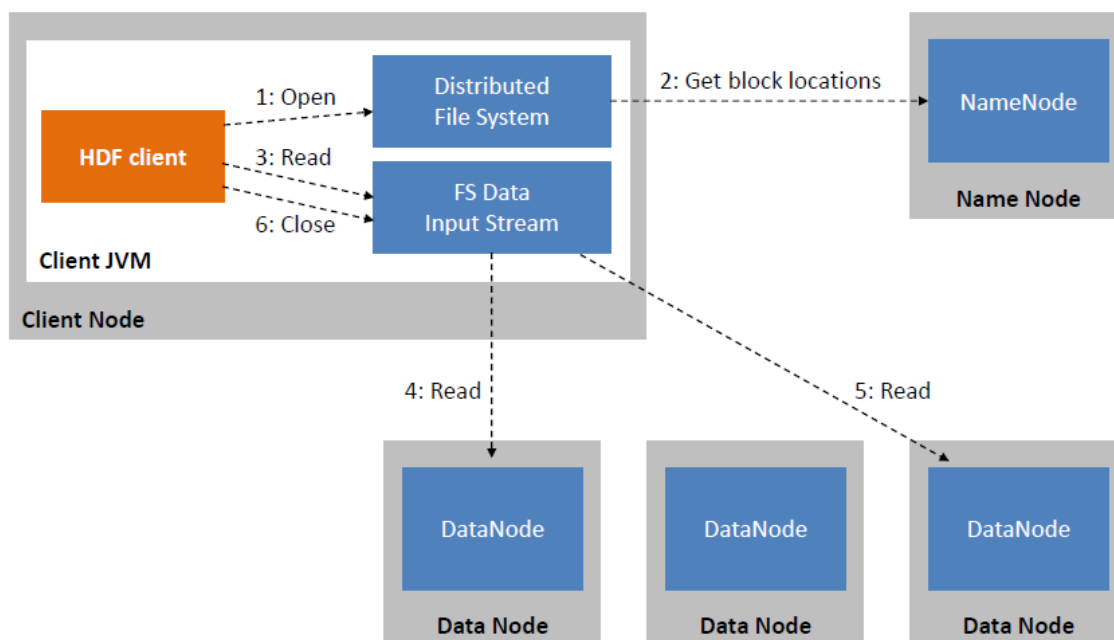 1: Open
Distributed
File System
2: Get block locations
NameNode
HDF client
3: Read
FS Data
Input Stream
6: Close
Name Node
Client JVM
Client Node
4: Read
5: Read
DataNode
DataNode
DataNode
Data Node
Data Node
Data Node